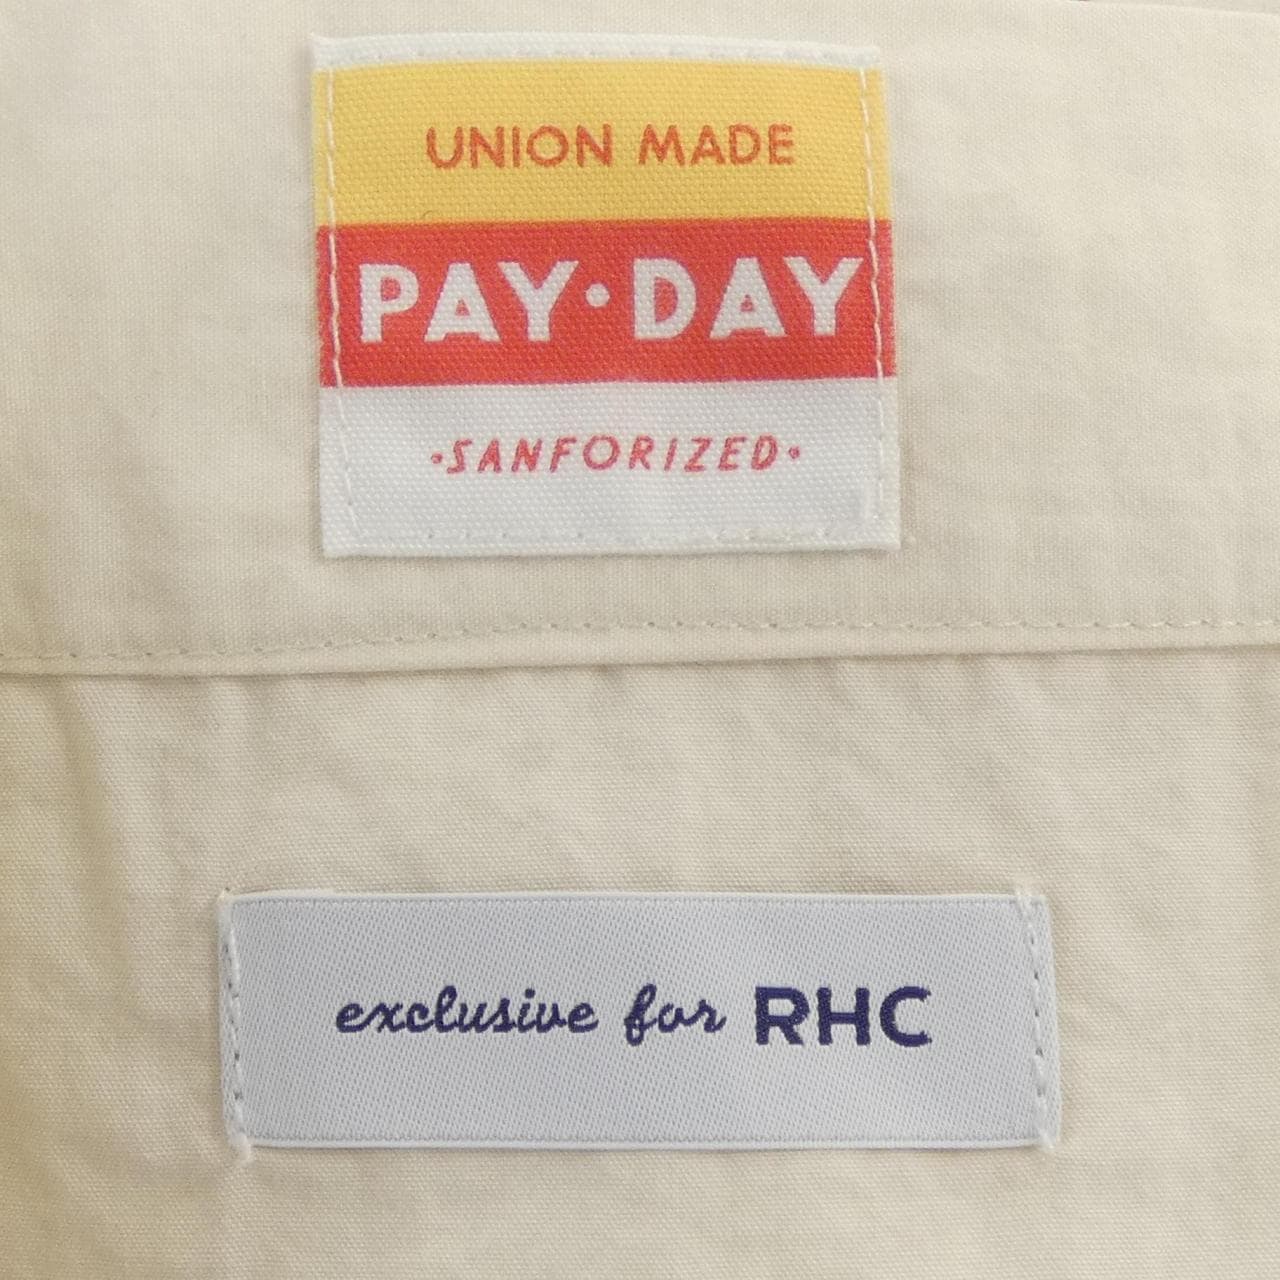 UNION MADE
PAY·DAY
·SANFORIZED·
exclusive for RHC